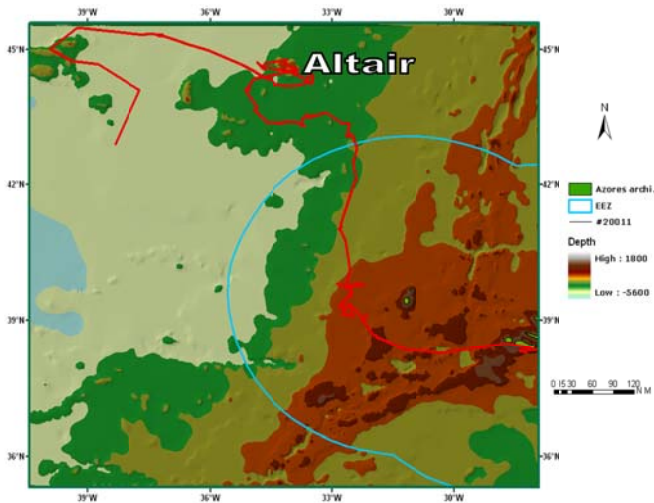 39°W 36°W 33°W 30°W
45°N 45°N
Altair
N
42°N 42°N
Azores archi.
EEZ
#20011
Depth
High : 1800
Low : -5600
39°N 39°N
0 15 30 60 90 120
N M
36°N 36°N
39°W 36°W 33°W 30°W